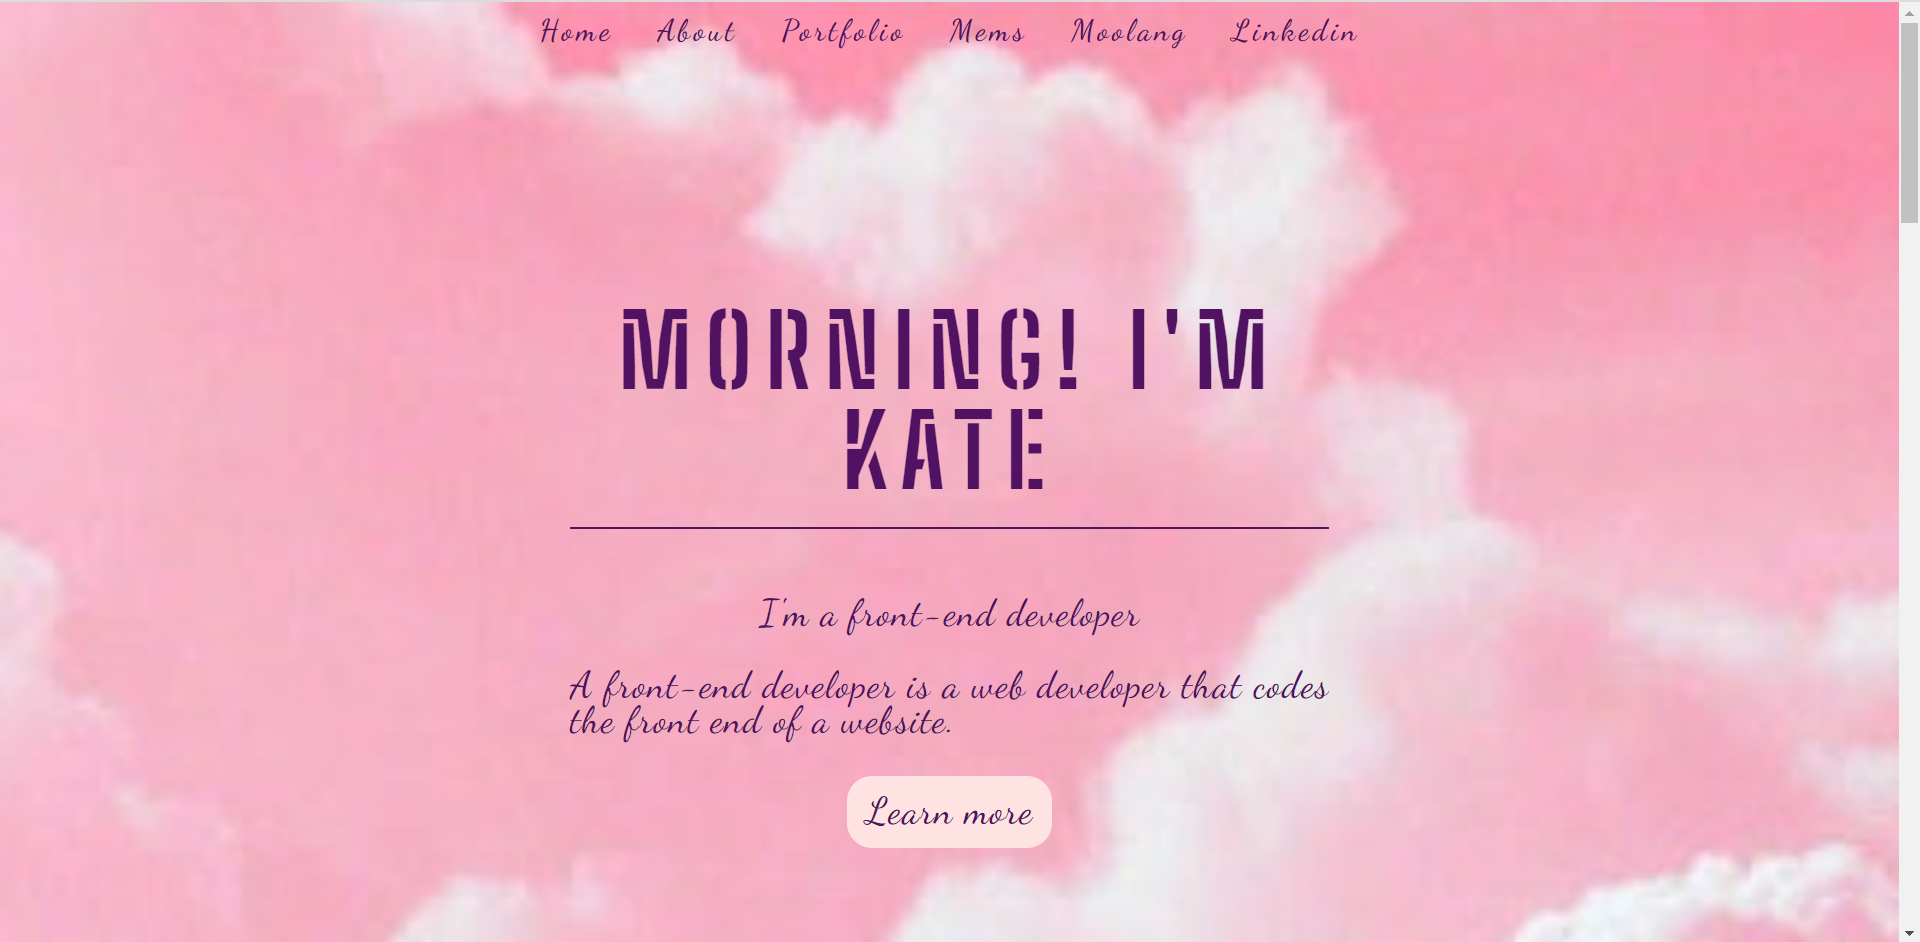 Home About Portfolio Mems Moolang Linkedin
MORNING! I'M
KATE
I'm a front-end developer
A front-end developer is a web developer that codes
the front end of a website.
Learn more